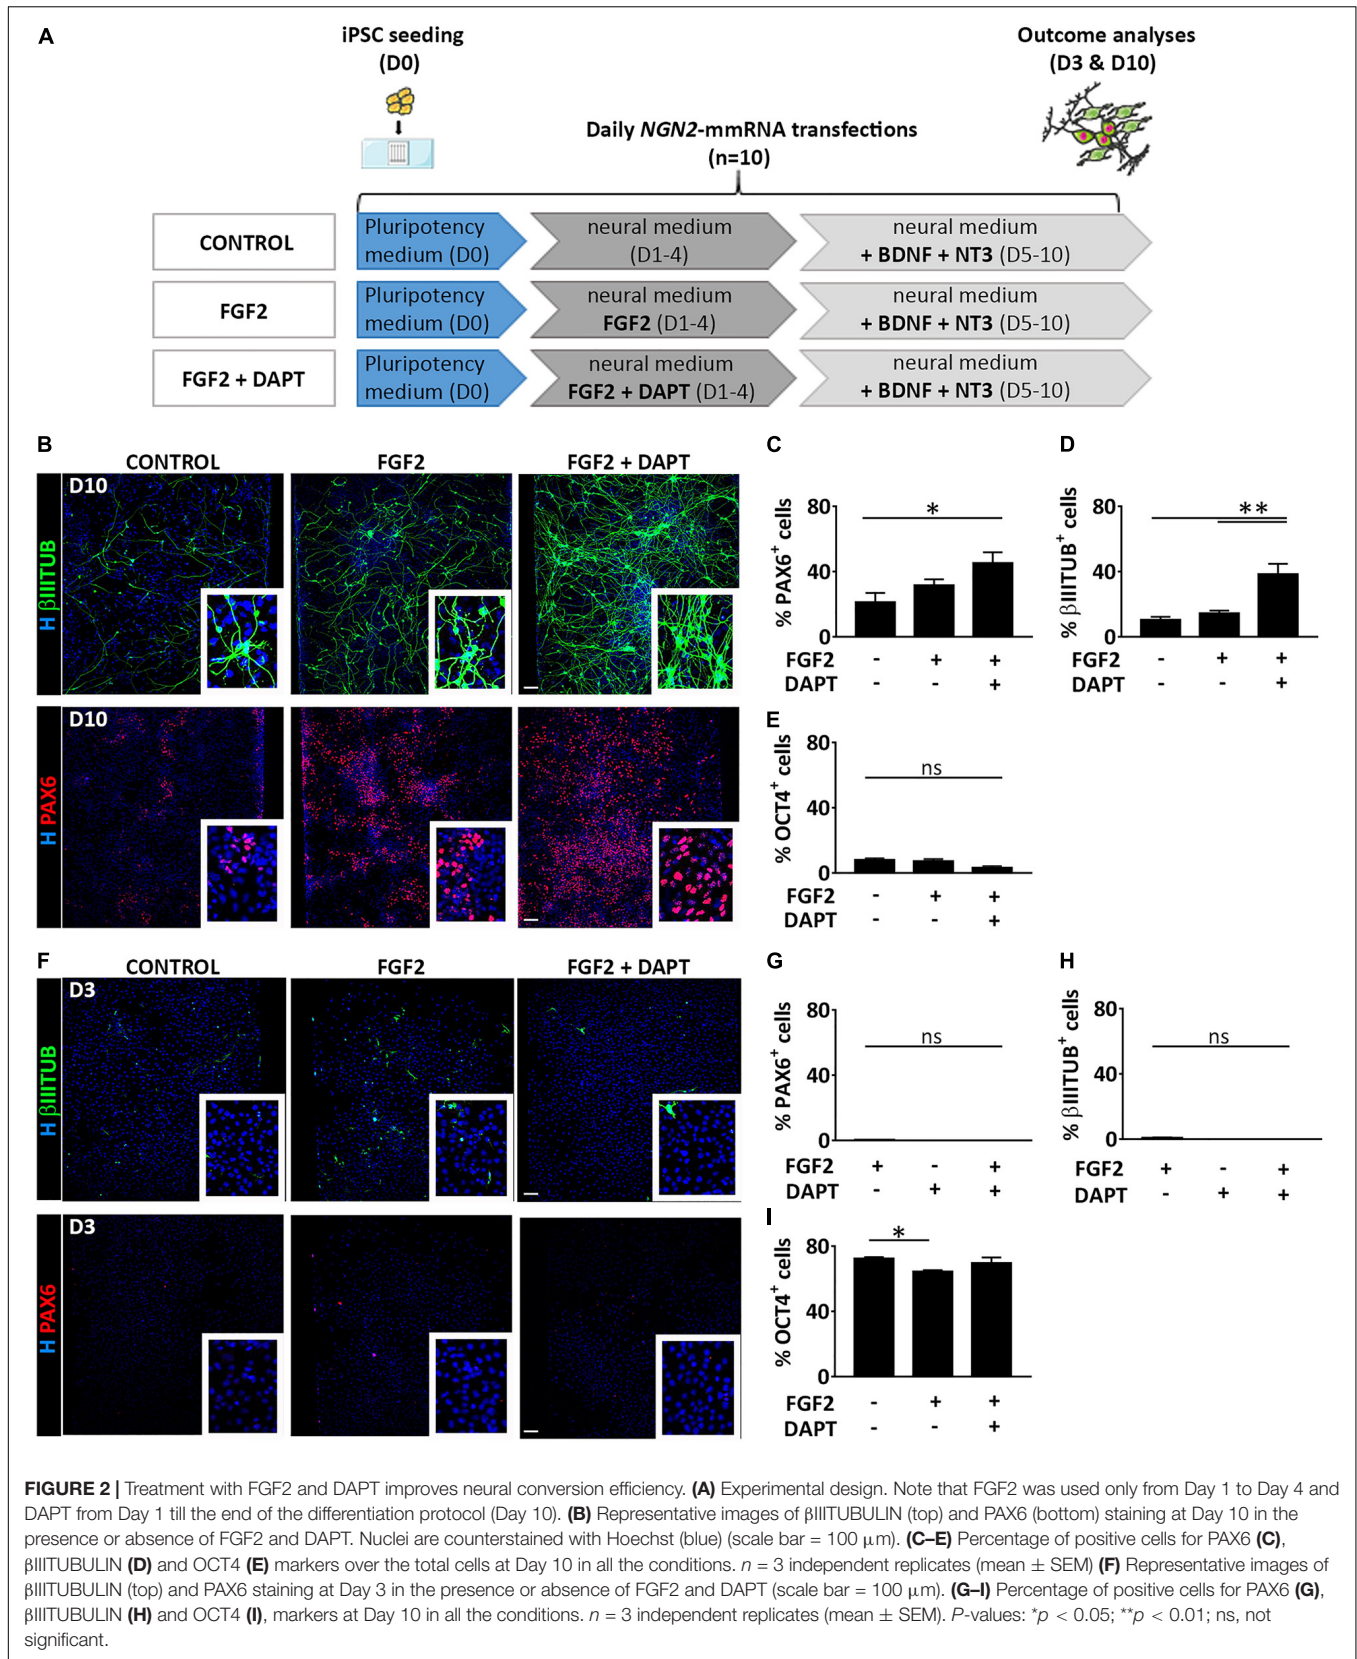 A
iPSC seeding
(D0)
Outcome analyses
(D3 & D10)
Daily NGN2-mmRNA transfections
(n=10)
CONTROL
Pluripotency
medium (D0)
neural medium
(D1-4)
neural medium
+ BDNF + NT3 (D5-10)
FGF2
Pluripotency
medium (D0)
neural medium
FGF2 (D1-4)
neural medium
+ BDNF + NT3 (D5-10)
FGF2 + DAPT
Pluripotency
medium (D0)
neural medium
FGF2 + DAPT (D1-4)
neural medium
+ BDNF + NT3 (D5-10)
B
CONTROL
FGF2
FGF2 + DAPT
H βIIITUB
D10
H PAX6
D10
C
% PAX6+ cells
80
40
0
*
FGF2 - + +
DAPT - - +
D
% βIIITUB+ cells
80
40
0
**
FGF2 - + +
DAPT - - +
E
% OCT4+ cells
80
40
0
ns
FGF2 - + +
DAPT - - +
F
CONTROL
FGF2
FGF2 + DAPT
H βIIITUB
D3
H PAX6
D3
G
% PAX6+ cells
80
40
0
ns
FGF2 + - +
DAPT - + +
H
% βIIITUB+ cells
80
40
0
ns
FGF2 + - +
DAPT - + +
I
% OCT4+ cells
80
40
0
*
FGF2 - + +
DAPT - - +
FIGURE 2 | Treatment with FGF2 and DAPT improves neural conversion efficiency. (A) Experimental design. Note that FGF2 was used only from Day 1 to Day 4 and
DAPT from Day 1 till the end of the differentiation protocol (Day 10). (B) Representative images of βIIITUBULIN (top) and PAX6 (bottom) staining at Day 10 in the
presence or absence of FGF2 and DAPT. Nuclei are counterstained with Hoechst (blue) (scale bar = 100 μm). (C–E) Percentage of positive cells for PAX6 (C),
βIIITUBULIN (D) and OCT4 (E) markers over the total cells at Day 10 in all the conditions. n = 3 independent replicates (mean ± SEM) (F) Representative images of
βIIITUBULIN (top) and PAX6 staining at Day 3 in the presence or absence of FGF2 and DAPT (scale bar = 100 μm). (G–I) Percentage of positive cells for PAX6 (G),
βIIITUBULIN (H) and OCT4 (I), markers at Day 10 in all the conditions. n = 3 independent replicates (mean ± SEM). P-values: *p < 0.05; **p < 0.01; ns, not
significant.